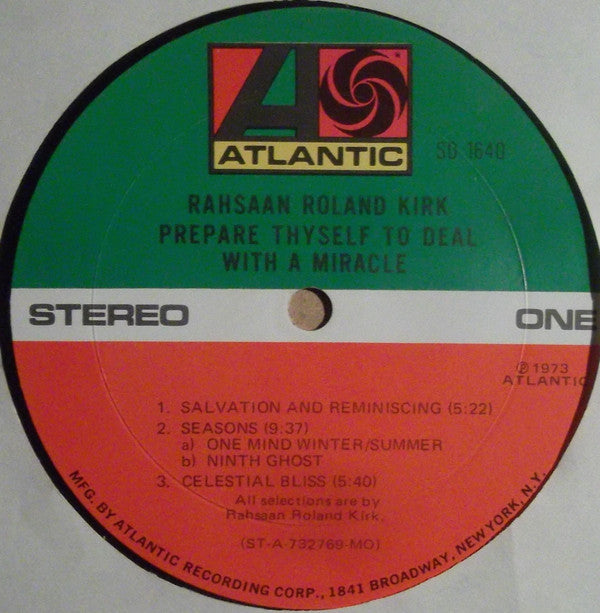 ATLANTIC
SD 1640
RAHSAAN ROLAND KIRK
PREPARE THYSELF TO DEAL
WITH A MIRACLE
STEREO
ONE
℗ 1973
ATLANTIC
1. SALVATION AND REMINISCING (5:22)
2. SEASONS (9:37)
a) ONE MIND WINTER/SUMMER
b) NINTH GHOST
3. CELESTIAL BLISS (5:40)
All selections are by
Rahsaan Roland Kirk.
(ST-A-732769-MO)
MFG. BY ATLANTIC RECORDING CORP., 1841 BROADWAY, NEW YORK, N.Y.